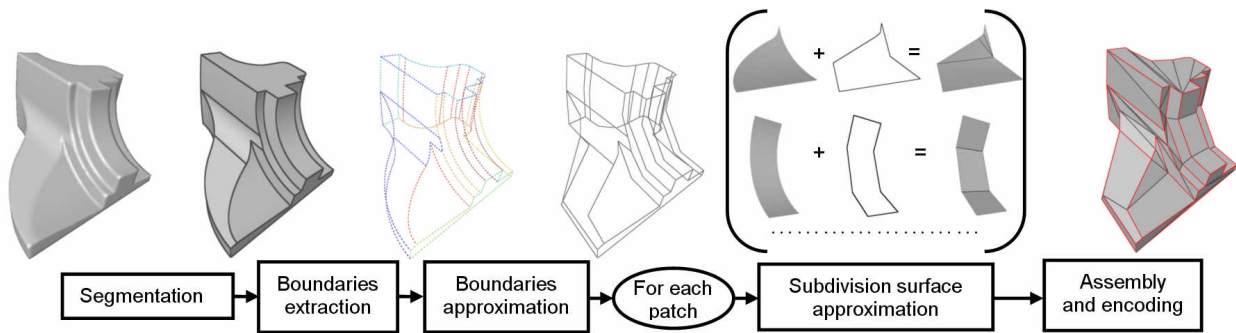 + =
+ =
........................
Segmentation
Boundaries
extraction
Boundaries
approximation
For each
patch
Subdivision surface
approximation
Assembly
and encoding